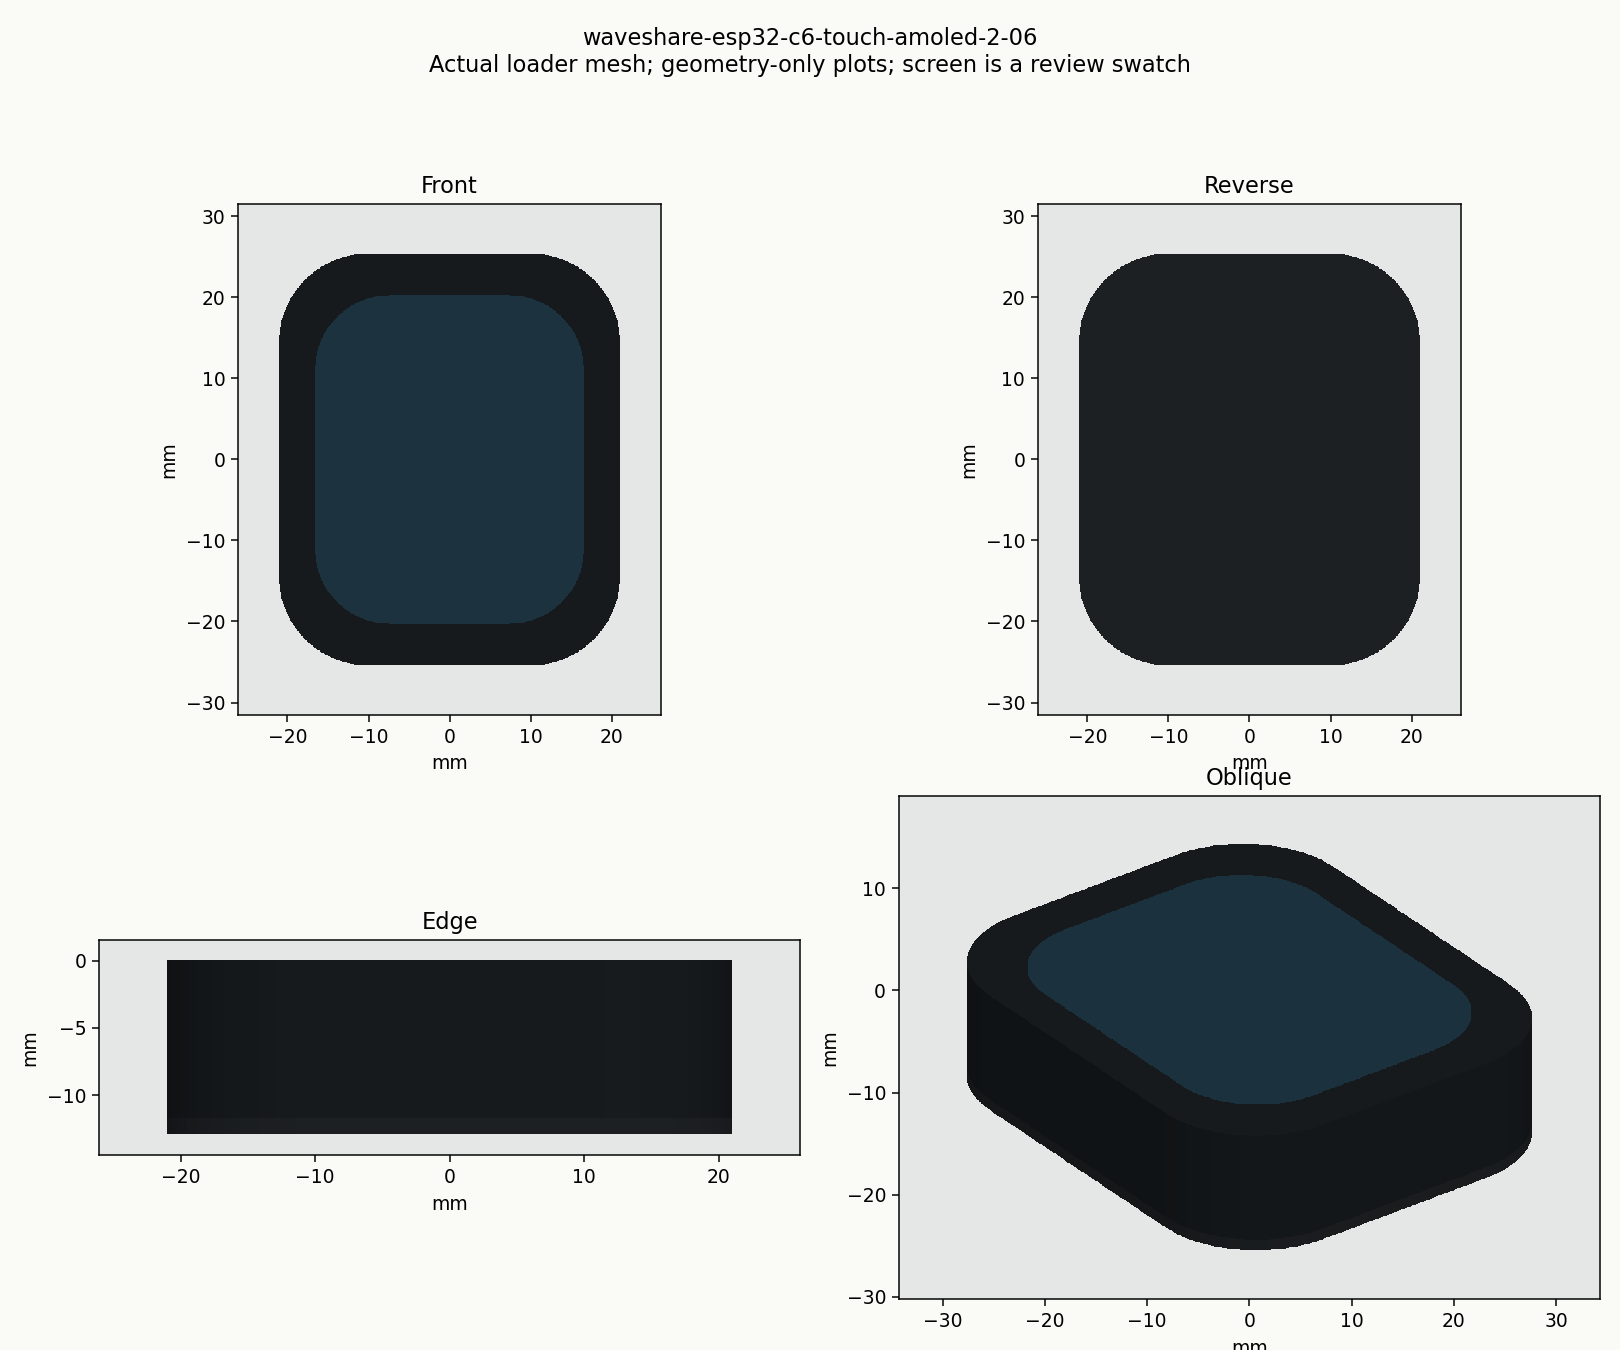 waveshare-esp32-c6-touch-amoled-2-06
Actual loader mesh; geometry-only plots; screen is a review swatch
Front
30
20
10
0
−10
−20
−30
mm
−20 −10 0 10 20
mm
Reverse
30
20
10
0
−10
−20
−30
mm
−20 −10 0 10 20
mm
Edge
0
−5
−10
mm
−20 −10 0 10 20
mm
Oblique
10
0
−10
−20
−30
mm
−30 −20 −10 0 10 20 30
mm